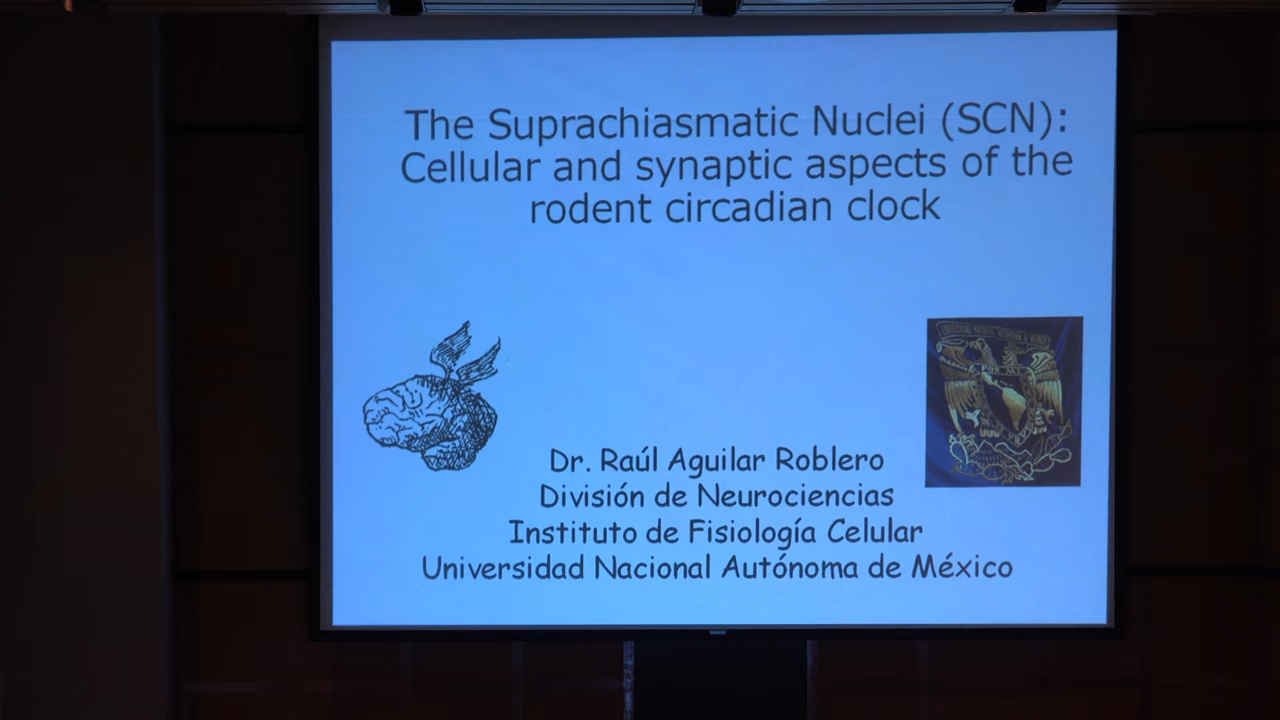 The Suprachiasmatic Nuclei (SCN):
Cellular and synaptic aspects of the
rodent circadian clock
Dr. Raúl Aguilar Roblero
División de Neurociencias
Instituto de Fisiología Celular
Universidad Nacional Autónoma de México